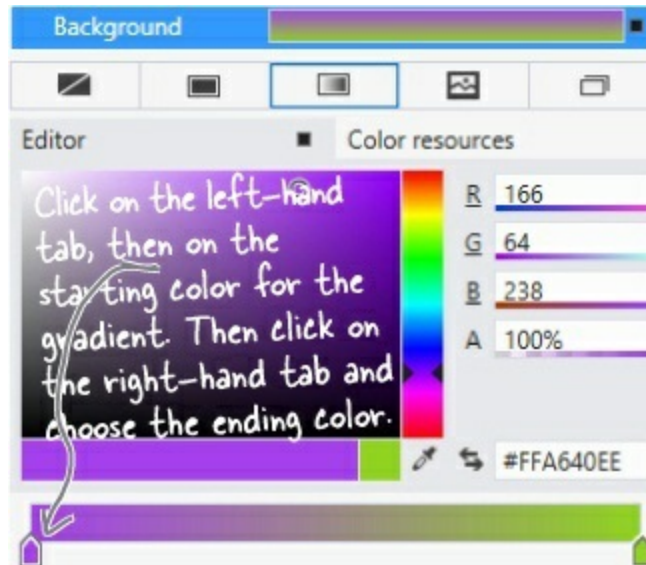 Background
Editor
Color resources
Click on the left-hand
tab, then on the
starting color for the
gradient. Then click on
the right-hand tab and
choose the ending color.
R 166
G 64
B 238
A 100%
#FFA640EE